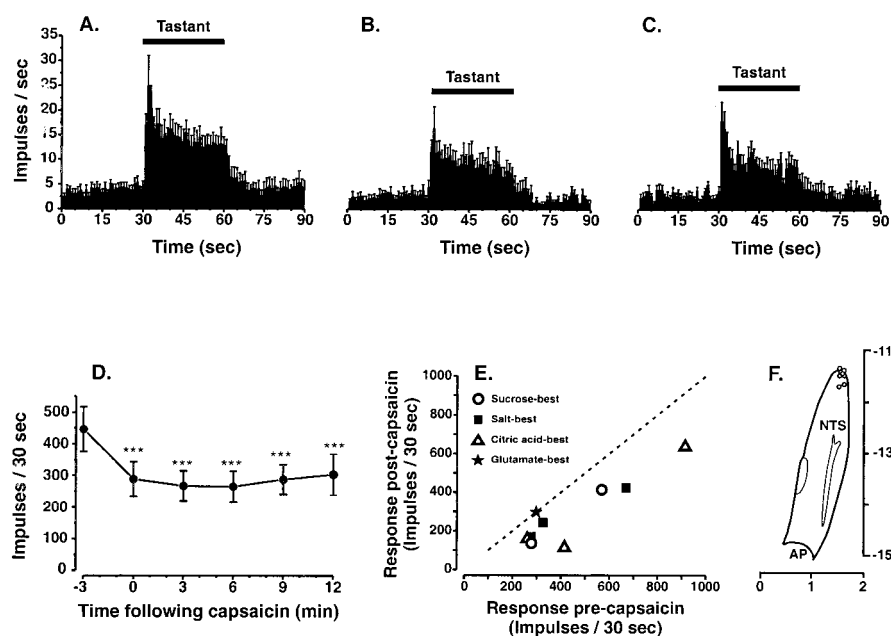 A.
Tastant
Impulses / sec
35
30
25
20
15
10
5
0
0 15 30 45 60 75 90
Time (sec)
B.
Tastant
0 15 30 45 60 75 90
Time (sec)
C.
Tastant
0 15 30 45 60 75 90
Time (sec)
D.
Impulses / 30 sec
500
400
300
200
100
0
*** *** *** *** ***
-3 0 3 6 9 12
Time following capsaicin (min)
E.
Response post-capsaicin
(Impulses / 30 sec)
1000
800
600
400
200
0
Sucrose-best
Salt-best
Citric acid-best
Glutamate-best
0 200 400 600 800 1000
Response pre-capsaicin
(Impulses / 30 sec)
F.
-11
NTS
-13
AP
-15
0 1 2